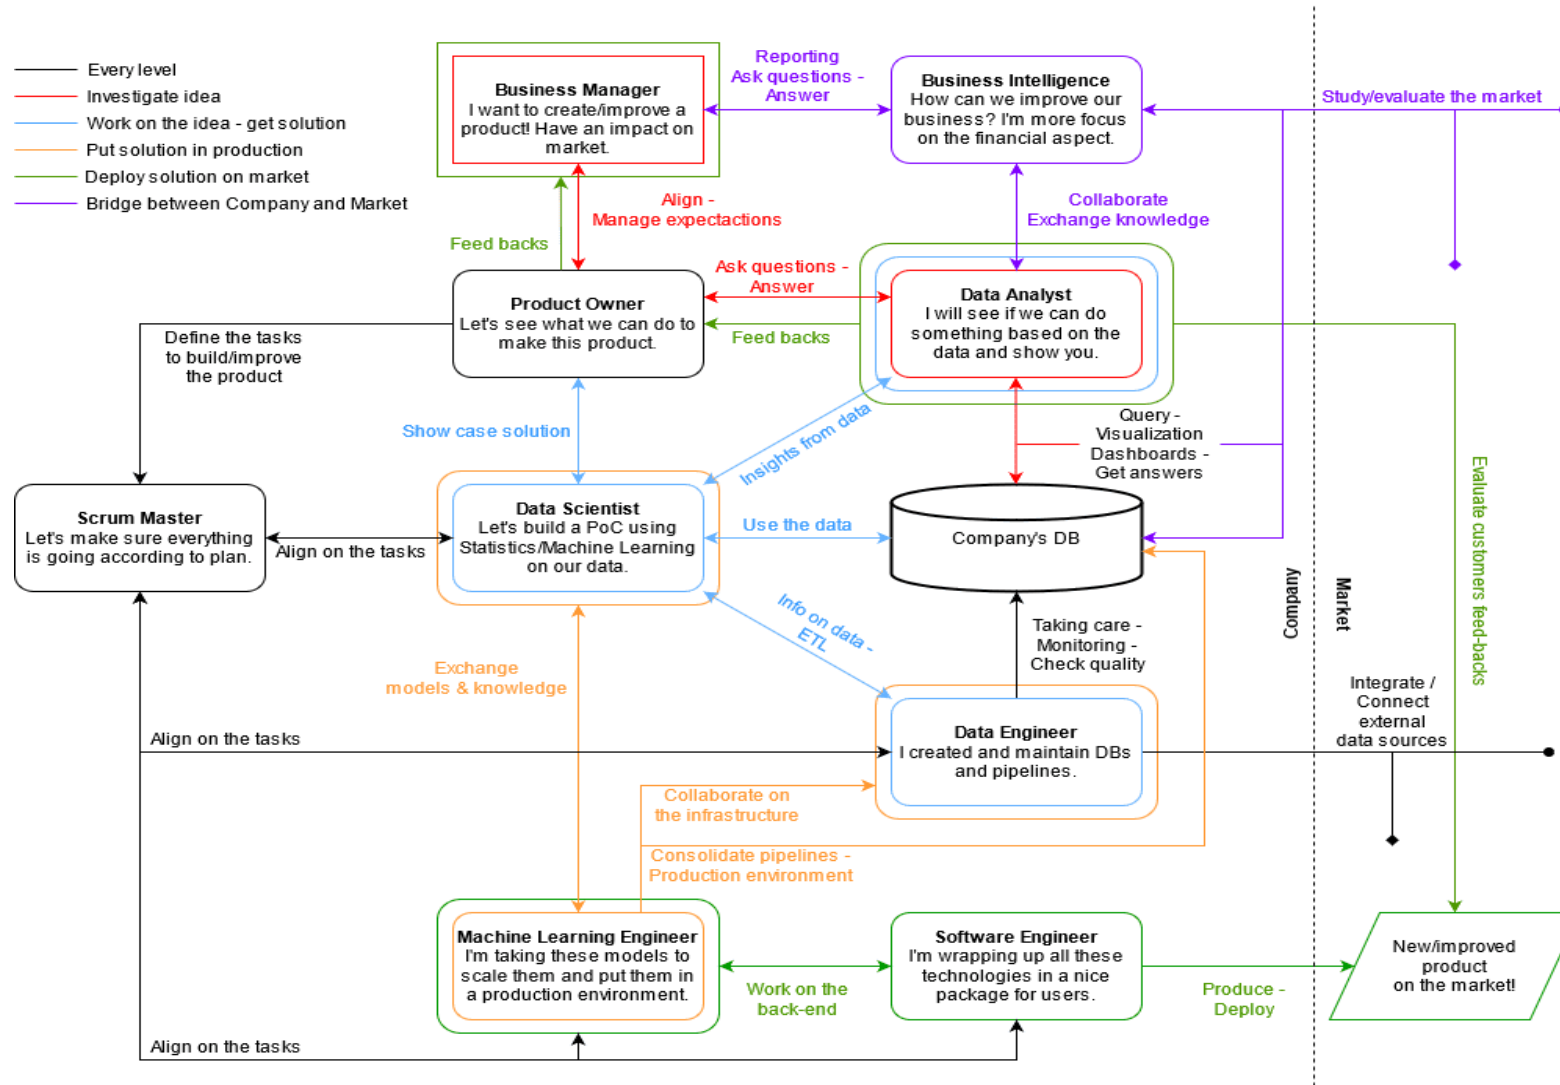 Every level
Investigate idea
Work on the idea - get solution
Put solution in production
Deploy solution on market
Bridge between Company and Market
Business Manager
I want to create/improve a
product! Have an impact on
market.
Reporting
Ask questions -
Answer
Business Intelligence
How can we improve our
business? I'm more focus
on the financial aspect.
Study/evaluate the market
Align -
Manage expectactions
Collaborate
Exchange knowledge
Feed backs
Ask questions -
Answer
Product Owner
Let's see what we can do to
make this product.
Feed backs
Data Analyst
I will see if we can do
something based on the
data and show you.
Define the tasks
to build/improve
the product
Show case solution
Insights from data
Query -
Visualization
Dashboards -
Get answers
Evaluate customers feed-backs
Scrum Master
Let's make sure everything
is going according to plan.
Align on the tasks
Data Scientist
Let's build a PoC using
Statistics/Machine Learning
on our data.
Use the data
Company's DB
Company
Market
Info on data -
ETL
Taking care -
Monitoring -
Check quality
Exchange
models & knowledge
Integrate /
Connect
external
data sources
Align on the tasks
Data Engineer
I created and maintain DBs
and pipelines.
Collaborate on
the infrastructure
Consolidate pipelines -
Production environment
Machine Learning Engineer
I'm taking these models to
scale them and put them in
a production environment.
Work on the
back-end
Software Engineer
I'm wrapping up all these
technologies in a nice
package for users.
Produce -
Deploy
New/improved
product
on the market!
Align on the tasks